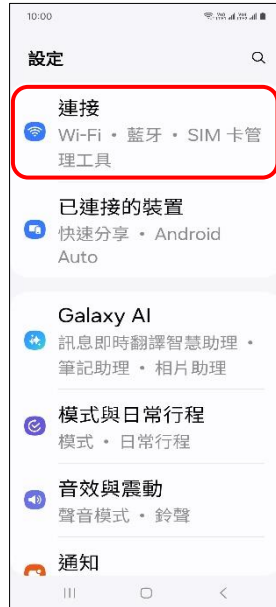 10:00
設定
連接
Wi-Fi • 藍牙 • SIM 卡管
理工具
已連接的裝置
快速分享 • Android
Auto
Galaxy AI
訊息即時翻譯智慧助理 •
筆記助理 • 相片助理
模式與日常行程
模式 • 日常行程
音效與震動
聲音模式 • 鈴聲
通知